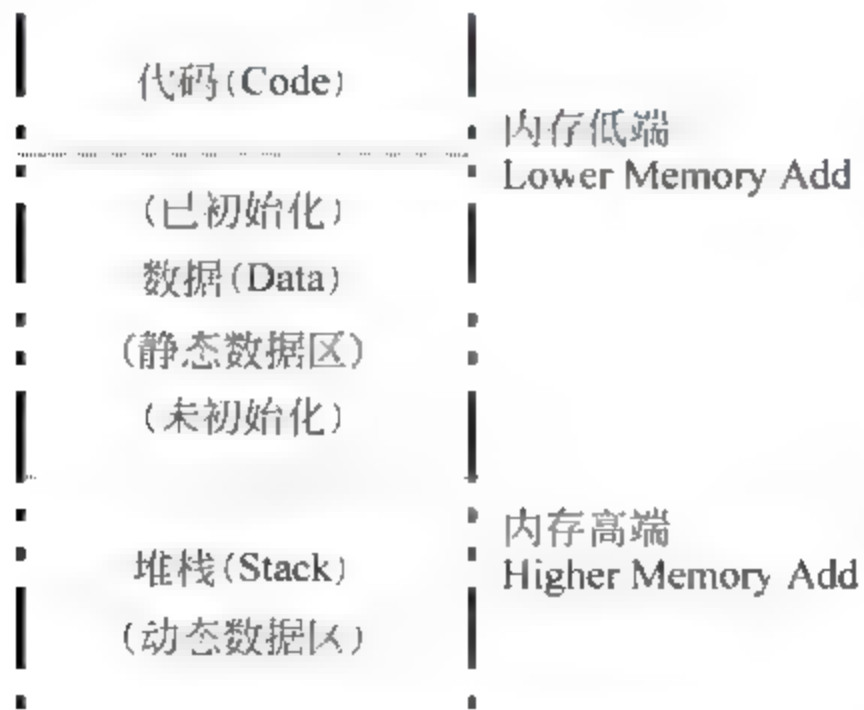 代码(Code)
内存低端
Lower Memory Add
(已初始化)
数据(Data)
(静态数据区)
(未初始化)
内存高端
Higher Memory Add
堆栈(Stack)
(动态数据区)